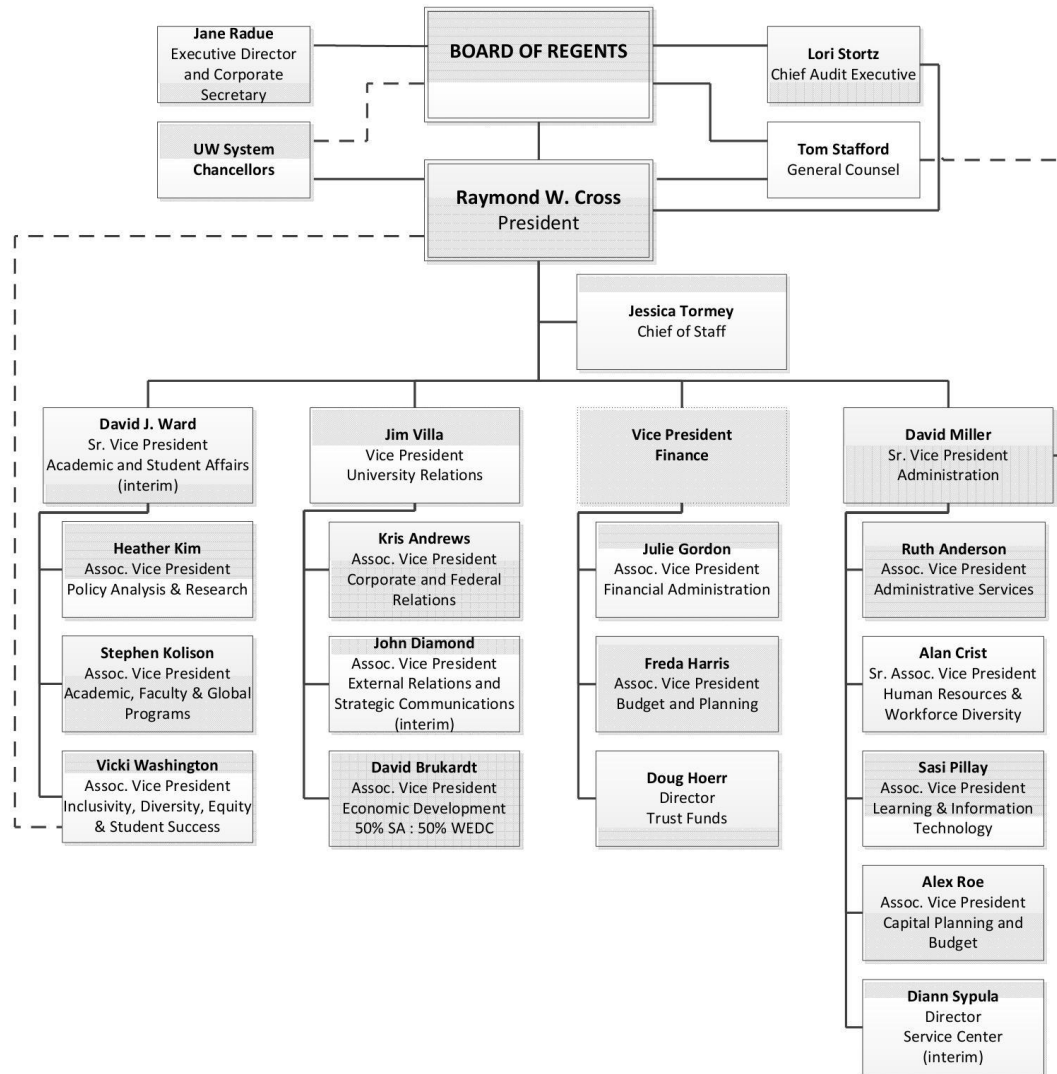 Jane Radue
Executive Director
and Corporate
Secretary
BOARD OF REGENTS
Lori Stortz
Chief Audit Executive
UW System
Chancellors
Tom Stafford
General Counsel
Raymond W. Cross
President
Jessica Tormey
Chief of Staff
David J. Ward
Sr. Vice President
Academic and Student Affairs
(interim)
Heather Kim
Assoc. Vice President
Policy Analysis & Research
Stephen Kolison
Assoc. Vice President
Academic, Faculty & Global
Programs
Vicki Washington
Assoc. Vice President
Inclusivity, Diversity, Equity
& Student Success
Jim Villa
Vice President
University Relations
Kris Andrews
Assoc. Vice President
Corporate and Federal
Relations
John Diamond
Assoc. Vice President
External Relations and
Strategic Communications
(interim)
David Brukardt
Assoc. Vice President
Economic Development
50% SA : 50% WEDC
Vice President
Finance
Julie Gordon
Assoc. Vice President
Financial Administration
Freda Harris
Assoc. Vice President
Budget and Planning
Doug Hoerr
Director
Trust Funds
David Miller
Sr. Vice President
Administration
Ruth Anderson
Assoc. Vice President
Administrative Services
Alan Crist
Sr. Assoc. Vice President
Human Resources &
Workforce Diversity
Sasi Pillay
Assoc. Vice President
Learning & Information
Technology
Alex Roe
Assoc. Vice President
Capital Planning and
Budget
Diann Sypula
Director
Service Center
(interim)